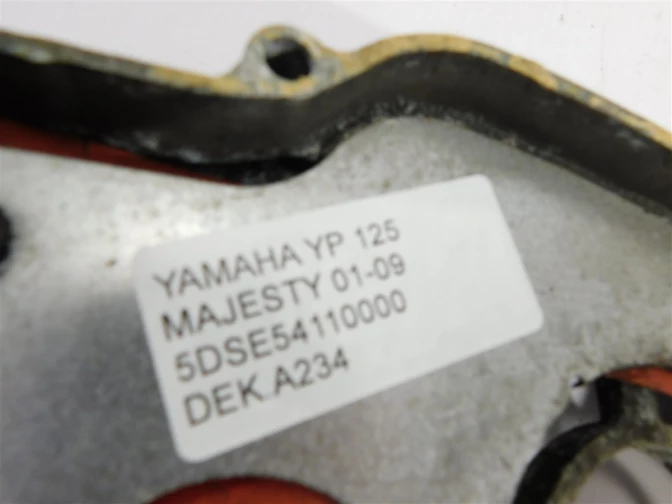 YAMAHA YP 125
MAJESTY 01-09
5DSE54110000
DEK A234